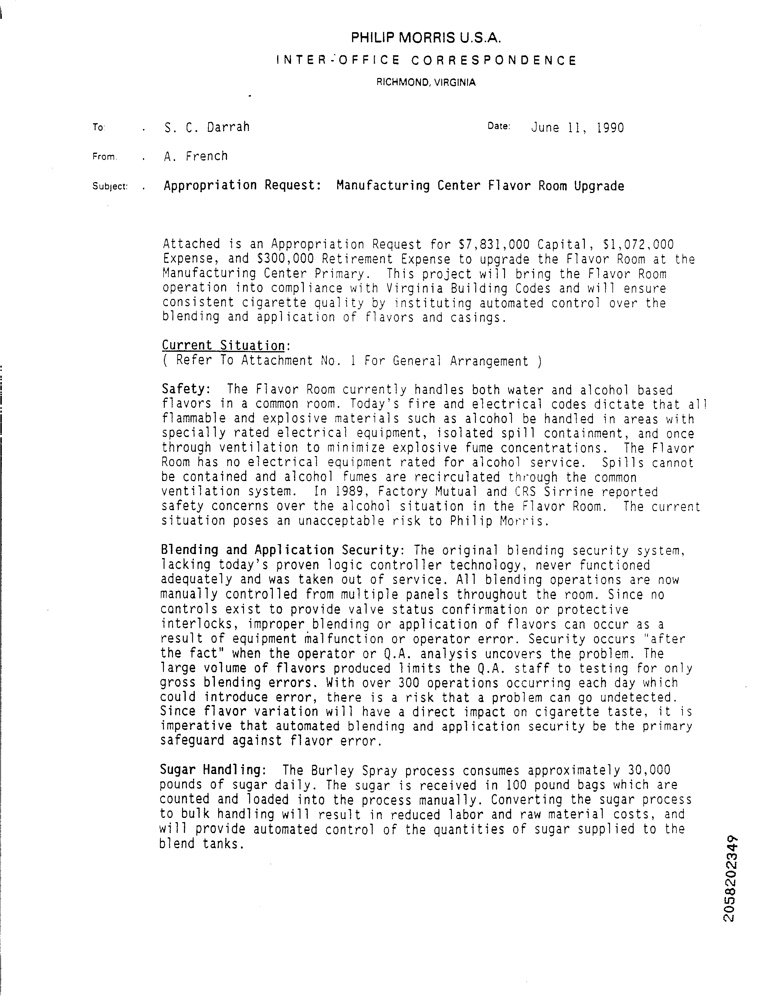 PHILIP MORRIS U.S.A.
INTER-OFFICE CORRESPONDENCE
RICHMOND, VIRGINIA
To: . S. C. Darrah Date: June 11, 1990
From. . A. French
Subject: . Appropriation Request: Manufacturing Center Flavor Room Upgrade
Attached is an Appropriation Request for $7,831,000 Capital, $1,072,000
Expense, and $300,000 Retirement Expense to upgrade the Flavor Room at the
Manufacturing Center Primary. This project will bring the Flavor Room
operation into compliance with Virginia Building Codes and will ensure
consistent cigarette quality by instituting automated control over the
blending and application of flavors and casings.
Current Situation:
( Refer To Attachment No. 1 For General Arrangement )
Safety: The Flavor Room currently handles both water and alcohol based
flavors in a common room. Today's fire and electrical codes dictate that all
flammable and explosive materials such as alcohol be handled in areas with
specially rated electrical equipment, isolated spill containment, and once
through ventilation to minimize explosive fume concentrations. The Flavor
Room has no electrical equipment rated for alcohol service. Spills cannot
be contained and alcohol fumes are recirculated through the common
ventilation system. In 1989, Factory Mutual and CRS Sirrine reported
safety concerns over the alcohol situation in the Flavor Room. The current
situation poses an unacceptable risk to Philip Morris.
Blending and Application Security: The original blending security system,
lacking today's proven logic controller technology, never functioned
adequately and was taken out of service. All blending operations are now
manually controlled from multiple panels throughout the room. Since no
controls exist to provide valve status confirmation or protective
interlocks, improper blending or application of flavors can occur as a
result of equipment malfunction or operator error. Security occurs "after
the fact" when the operator or Q.A. analysis uncovers the problem. The
large volume of flavors produced limits the Q.A. staff to testing for only
gross blending errors. With over 300 operations occurring each day which
could introduce error, there is a risk that a problem can go undetected.
Since flavor variation will have a direct impact on cigarette taste, it is
imperative that automated blending and application security be the primary
safeguard against flavor error.
Sugar Handling: The Burley Spray process consumes approximately 30,000
pounds of sugar daily. The sugar is received in 100 pound bags which are
counted and loaded into the process manually. Converting the sugar process
to bulk handling will result in reduced labor and raw material costs, and
will provide automated control of the quantities of sugar supplied to the
blend tanks.
2058202349